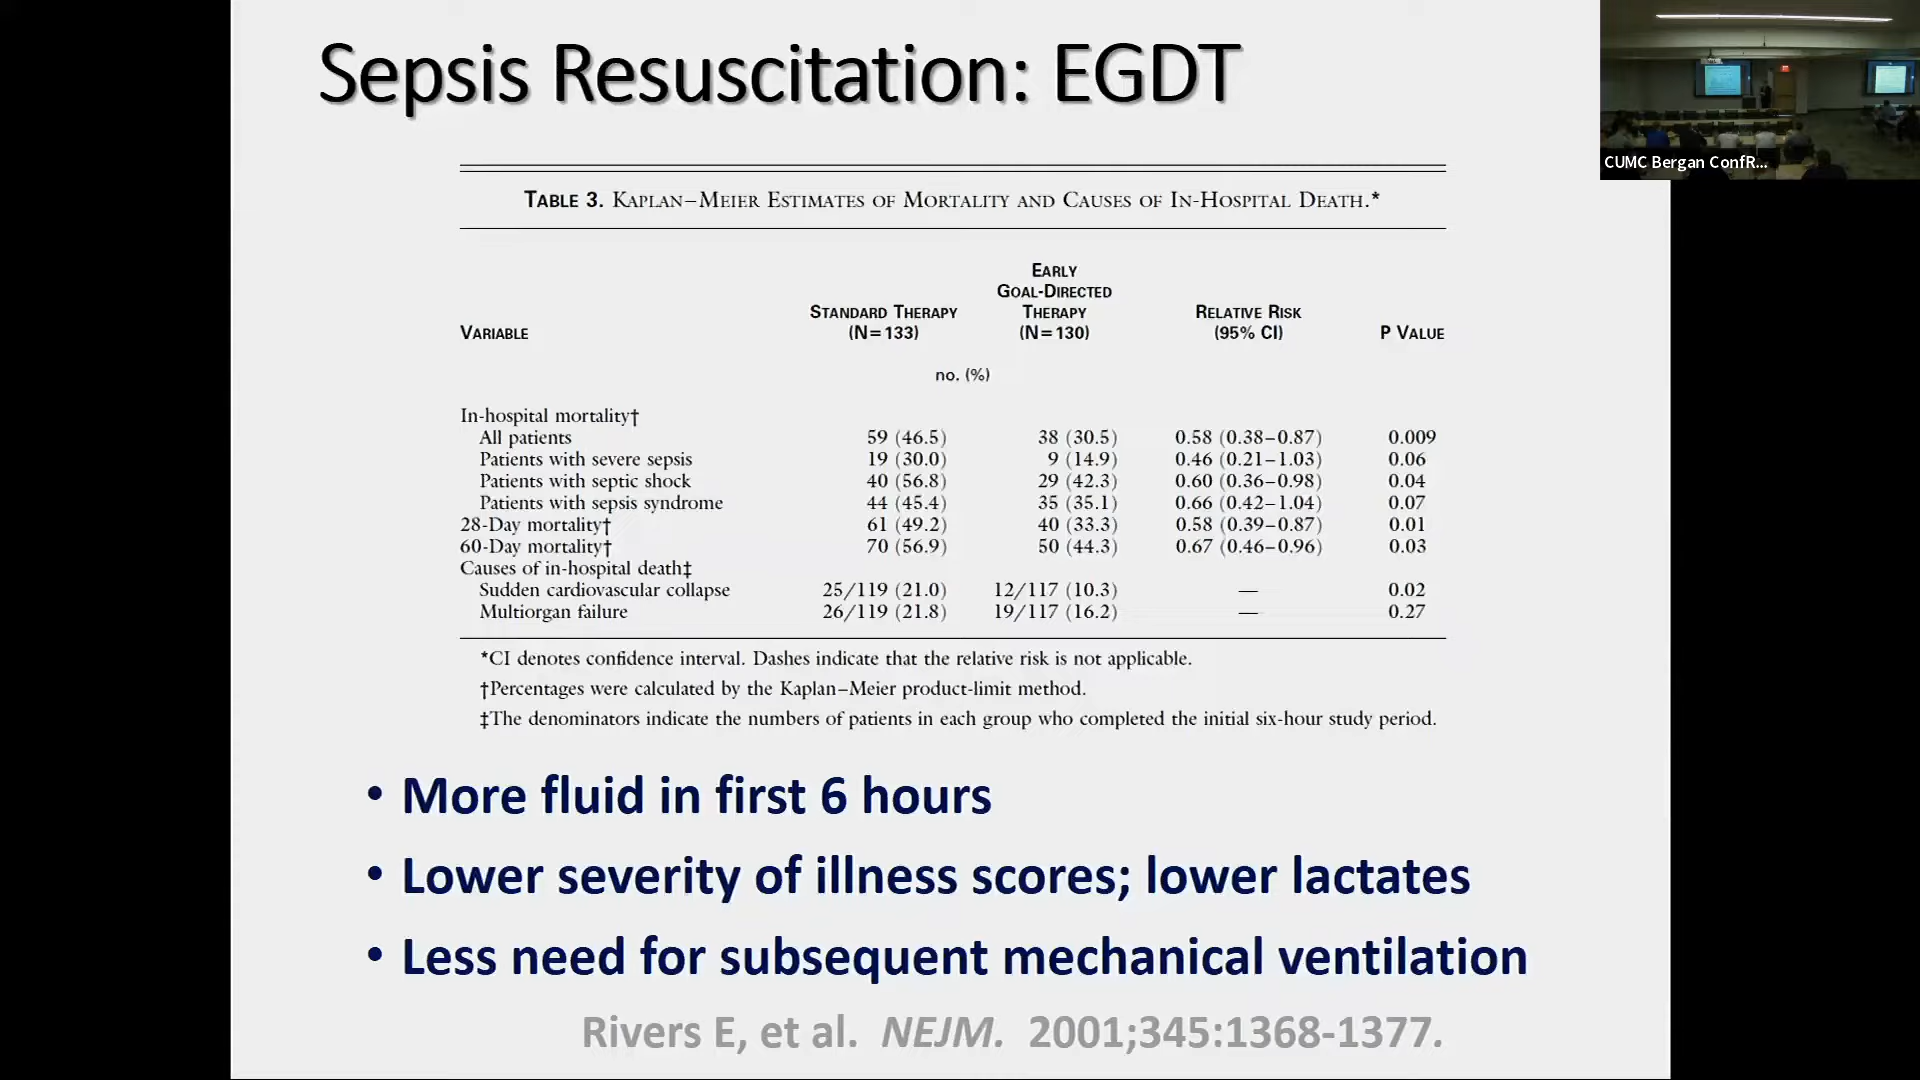 Sepsis Resuscitation: EGDT
CUMC Bergan ConfR...
TABLE 3. KAPLAN–MEIER ESTIMATES OF MORTALITY AND CAUSES OF IN-HOSPITAL DEATH.*
VARIABLE STANDARD THERAPY (N=133) EARLY GOAL-DIRECTED THERAPY (N=130) RELATIVE RISK (95% CI) P VALUE
no. (%)
In-hospital mortality†
All patients 59 (46.5) 38 (30.5) 0.58 (0.38–0.87) 0.009
Patients with severe sepsis 19 (30.0) 9 (14.9) 0.46 (0.21–1.03) 0.06
Patients with septic shock 40 (56.8) 29 (42.3) 0.60 (0.36–0.98) 0.04
Patients with sepsis syndrome 44 (45.4) 35 (35.1) 0.66 (0.42–1.04) 0.07
28-Day mortality† 61 (49.2) 40 (33.3) 0.58 (0.39–0.87) 0.01
60-Day mortality† 70 (56.9) 50 (44.3) 0.67 (0.46–0.96) 0.03
Causes of in-hospital death‡
Sudden cardiovascular collapse 25/119 (21.0) 12/117 (10.3) — 0.02
Multiorgan failure 26/119 (21.8) 19/117 (16.2) — 0.27
*CI denotes confidence interval. Dashes indicate that the relative risk is not applicable.
†Percentages were calculated by the Kaplan–Meier product-limit method.
‡The denominators indicate the numbers of patients in each group who completed the initial six-hour study period.
• More fluid in first 6 hours
• Lower severity of illness scores; lower lactates
• Less need for subsequent mechanical ventilation
Rivers E, et al. NEJM. 2001;345:1368-1377.